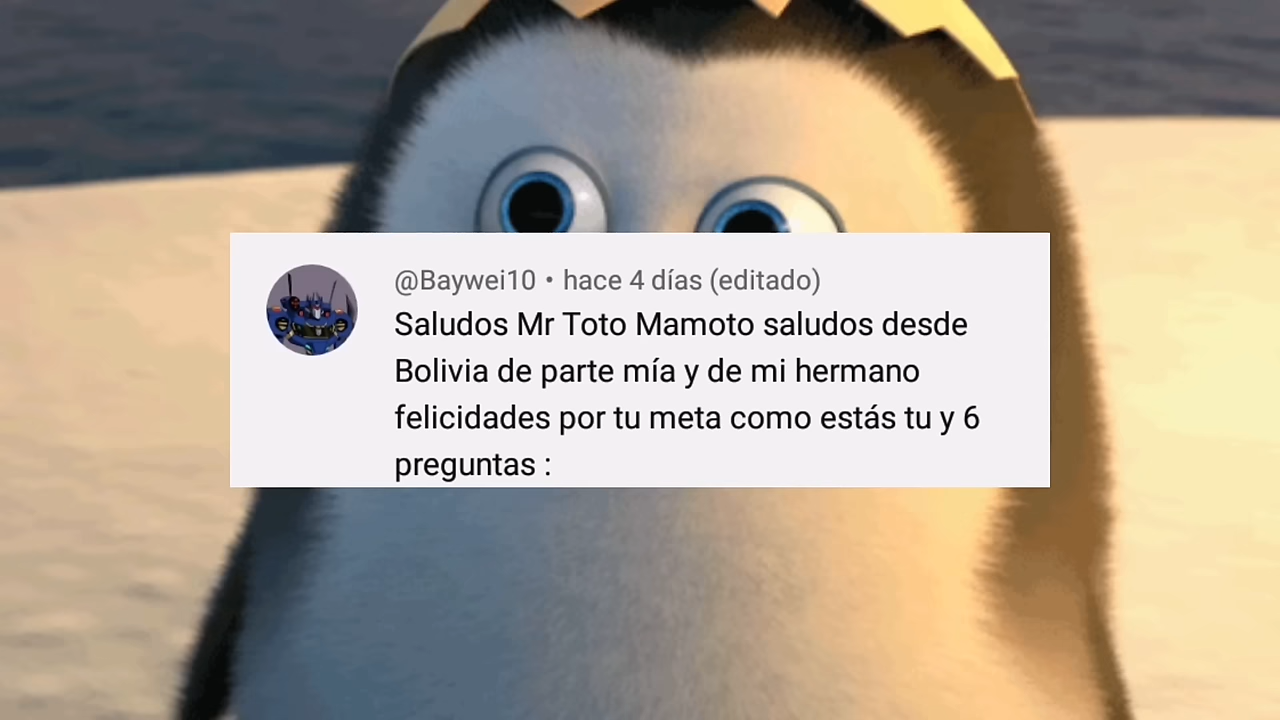 @Baywei10 • hace 4 días (editado)
Saludos Mr Toto Mamoto saludos desde
Bolivia de parte mía y de mi hermano
felicidades por tu meta como estás tu y 6
preguntas :